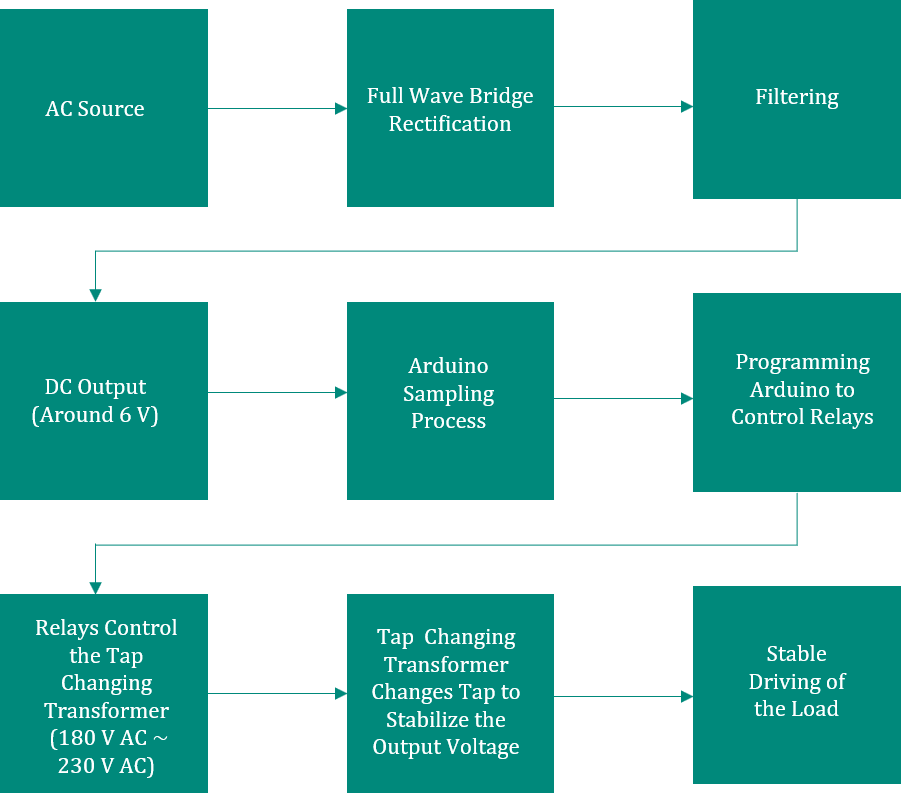 AC Source
Full Wave Bridge
Rectification
Filtering
DC Output
(Around 6 V)
Arduino
Sampling
Process
Programming
Arduino to
Control Relays
Relays Control
the Tap
Changing
Transformer
(180 V AC ~
230 V AC)
Tap  Changing
Transformer
Changes Tap to
Stabilize the
Output Voltage
Stable
Driving of
the Load